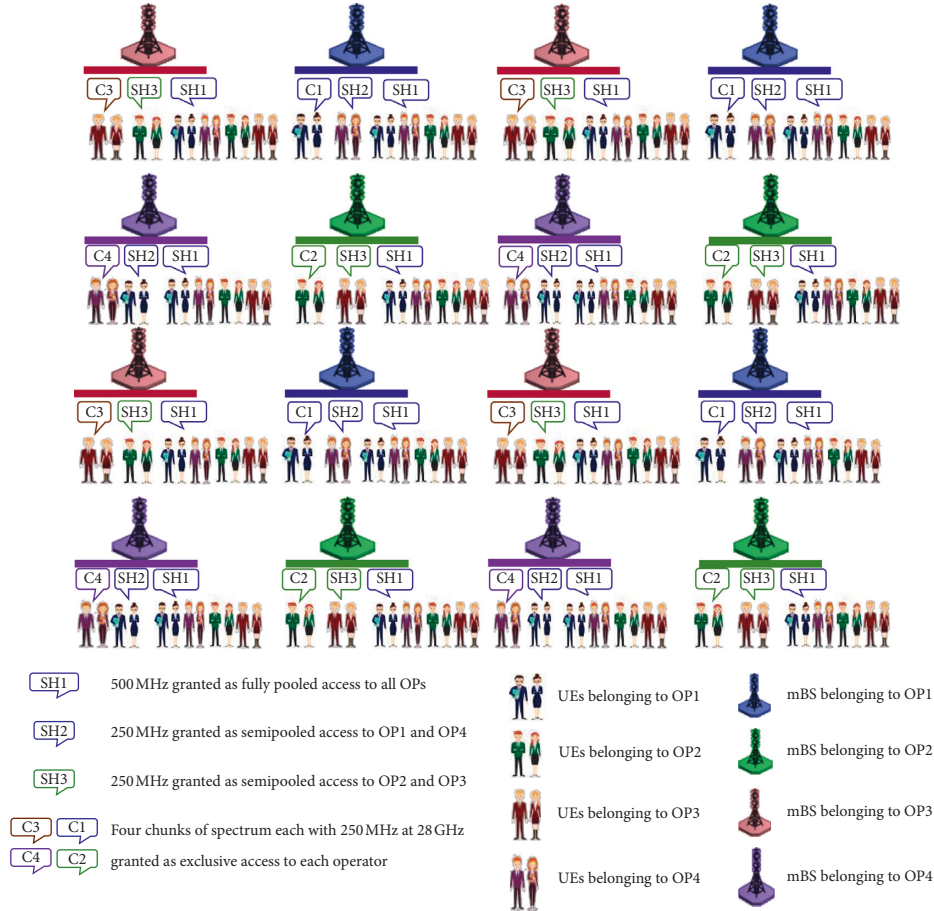 C3 SH3 SH1 C1 SH2 SH1 C3 SH3 SH1 C1 SH2 SH1
C4 SH2 SH1 C2 SH3 SH1 C4 SH2 SH1 C2 SH3 SH1
C3 SH3 SH1 C1 SH2 SH1 C3 SH3 SH1 C1 SH2 SH1
C4 SH2 SH1 C2 SH3 SH1 C4 SH2 SH1 C2 SH3 SH1
SH1 500 MHz granted as fully pooled access to all OPs
SH2 250 MHz granted as semipooled access to OP1 and OP4
SH3 250 MHz granted as semipooled access to OP2 and OP3
C3 C1 Four chunks of spectrum each with 250 MHz at 28 GHz
C4 C2 granted as exclusive access to each operator
UEs belonging to OP1
UEs belonging to OP2
UEs belonging to OP3
UEs belonging to OP4
mBS belonging to OP1
mBS belonging to OP2
mBS belonging to OP3
mBS belonging to OP4